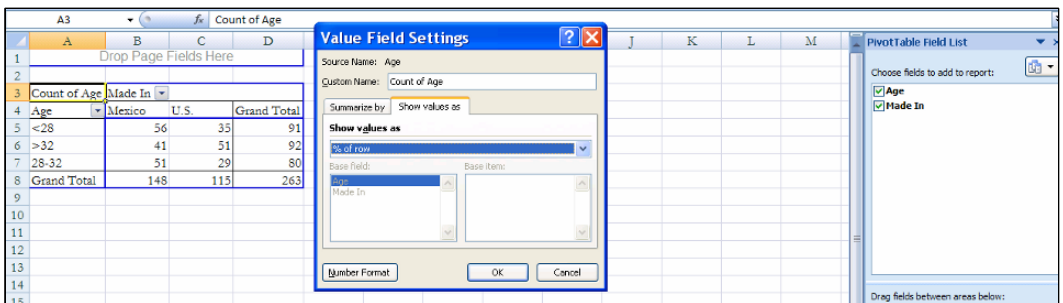 A3 fx Count of Age
A B C D J K L M
1 Drop Page Fields Here
2
3 Count of Age Made In
4 Age Mexico U.S. Grand Total
5 <28 56 35 91
6 >32 41 51 92
7 28-32 51 29 80
8 Grand Total 148 115 263
9
10
11
12
13
14
15
Value Field Settings
Source Name: Age
Custom Name: Count of Age
Summarize by Show values as
Show values as
% of row
Base field: Base item:
Age
Made In
Number Format OK Cancel
PivotTable Field List
Choose fields to add to report:
Age
Made In
Drag fields between areas below: